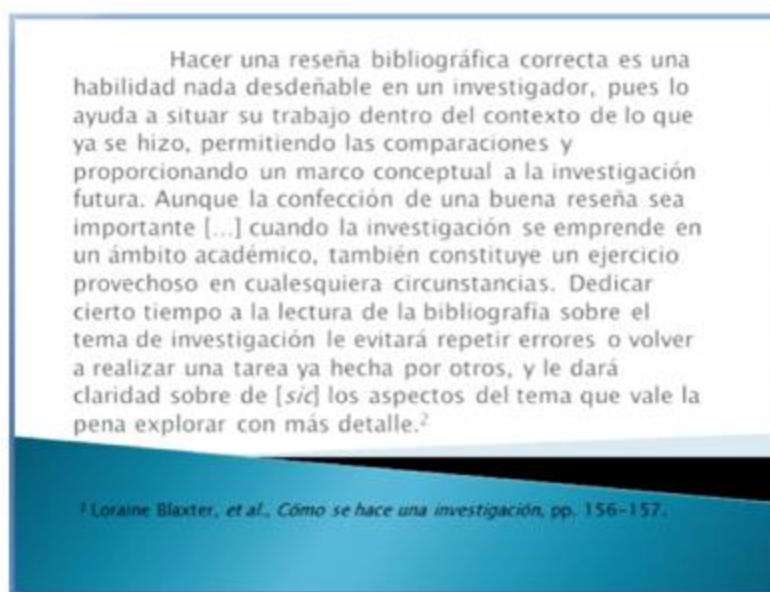 Hacer una reseña bibliográfica correcta es una
habilidad nada desdeñable en un investigador, pues lo
ayuda a situar su trabajo dentro del contexto de lo que
ya se hizo, permitiendo las comparaciones y
proporcionando un marco conceptual a la investigación
futura. Aunque la confección de una buena reseña sea
importante [...] cuando la investigación se emprende en
un ámbito académico, también constituye un ejercicio
provechoso en cualesquiera circunstancias. Dedicar
cierto tiempo a la lectura de la bibliografía sobre el
tema de investigación le evitará repetir errores o volver
a realizar una tarea ya hecha por otros, y le dará
claridad sobre de [sic] los aspectos del tema que vale la
pena explorar con más detalle.²
² Loraine Blaxter, et al., Cómo se hace una investigación, pp. 156-157.